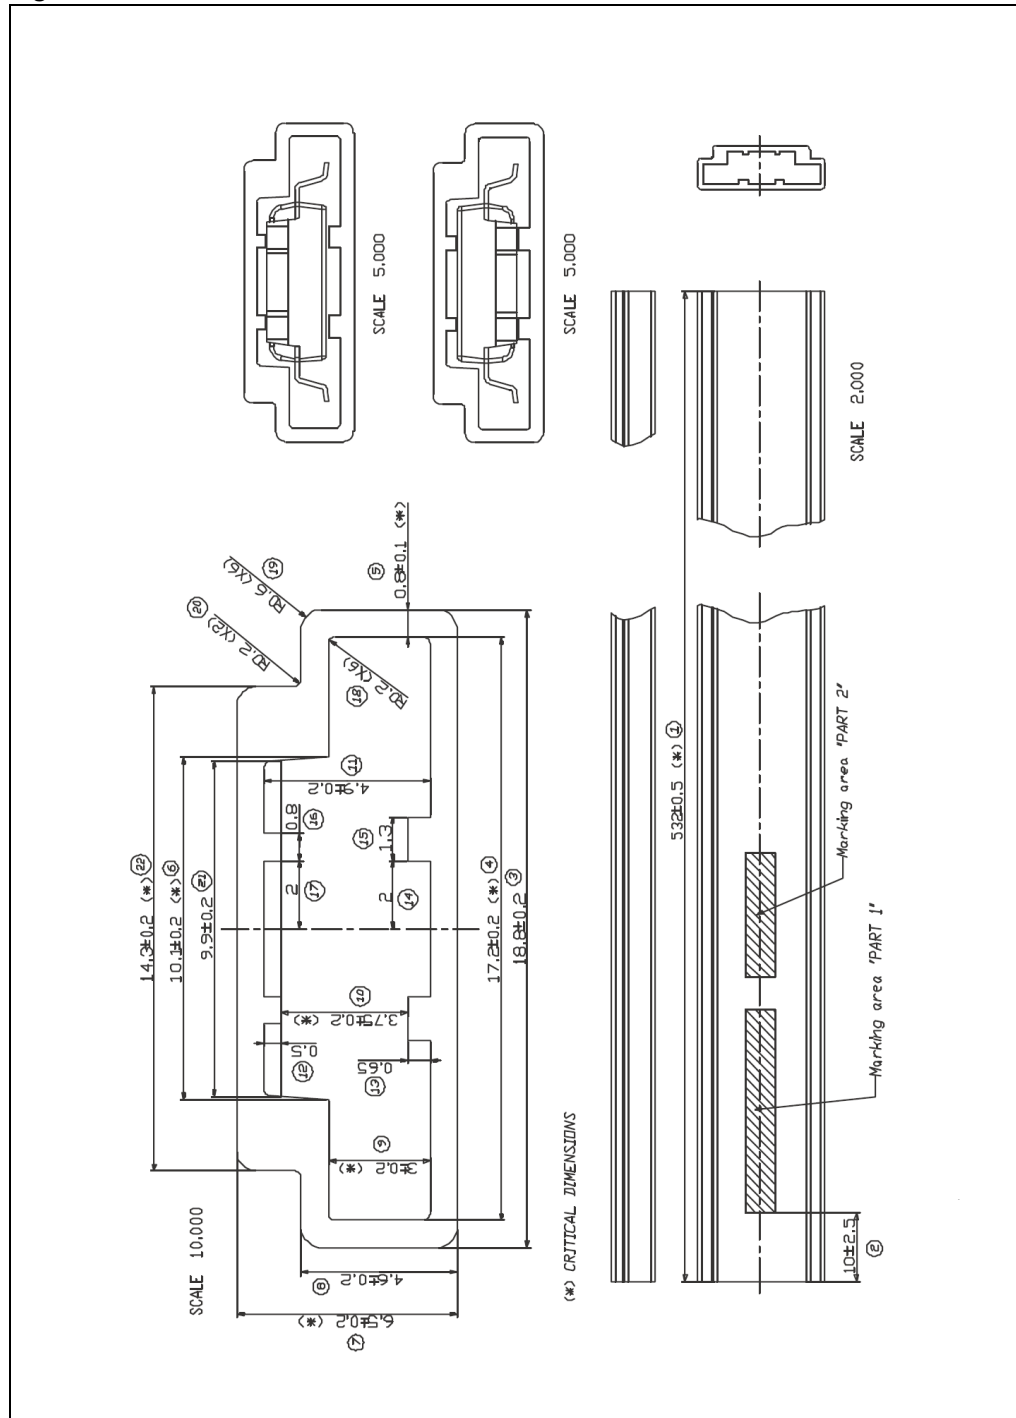 SCALE 5.000
SCALE 5.000
SCALE 2.000
R0.6 (X6) 19
R0.2 (X2) 20
0.8±0.1 (*) 5
R0.2 (X6) 18
14.3±0.2 (*) 22
10.1±0.2 (*) 6
9.9±0.2 21
4.9±0.2 11
0.8 16
1.3 15
2 17
2 14
17.2±0.2 (*) 4
18.8±0.2 3
3.75±0.2 (*) 10
0.5 12
0.65 13
3±0.2 (*) 9
4.6±0.2 8
6.5±0.2 (*) 7
SCALE 10.000
(*) CRITICAL DIMENSIONS
532±0.5 (*) 1
Marking area 'PART 2'
Marking area 'PART 1'
10±2.5 2